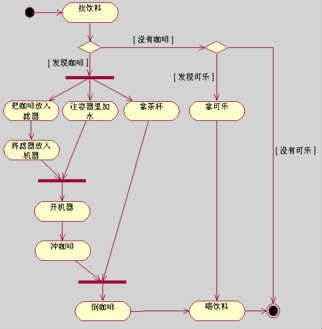 找饮料
[ 没有咖啡 ]
[ 发现咖啡 ]
[ 发现可乐 ]
把咖啡放入
滤器
往容器里加
水
拿茶杯
拿可乐
将滤器放入
机器
[ 没有可乐 ]
开机器
冲咖啡
倒咖啡
喝饮料